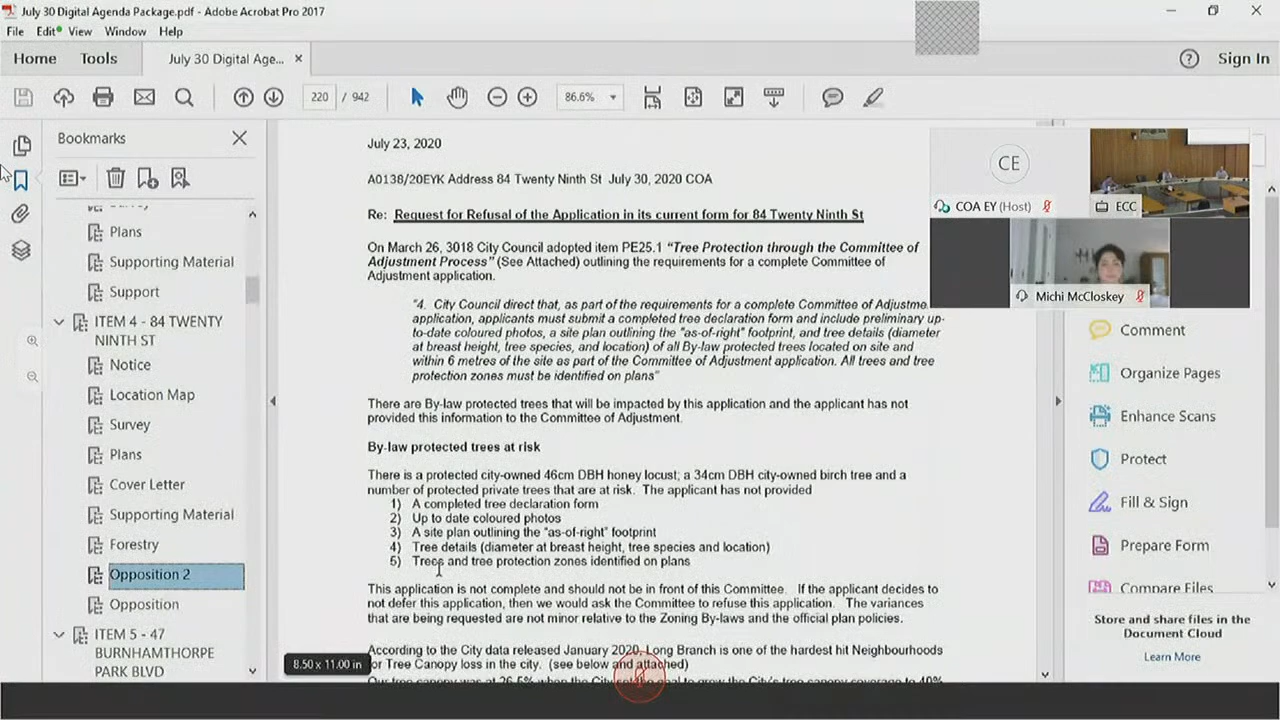 July 30 Digital Agenda Package.pdf - Adobe Acrobat Pro 2017
File Edit View Window Help
Home Tools July 30 Digital Age... Sign In
220 / 942 86.6%
Bookmarks
Plans
Supporting Material
Support
ITEM 4 - 84 TWENTY
NINTH ST
Notice
Location Map
Survey
Plans
Cover Letter
Supporting Material
Forestry
Opposition 2
Opposition
ITEM 5 - 47
BURNHAMTHORPE
PARK BLVD
8.50 x 11.00 in
July 23, 2020
A0138/20EYK Address 84 Twenty Ninth St July 30, 2020 COA
Re: Request for Refusal of the Application in its current form for 84 Twenty Ninth St
On March 26, 3018 City Council adopted item PE25.1 "Tree Protection through the Committee of
Adjustment Process" (See Attached) outlining the requirements for a complete Committee of
Adjustment application.
"4. City Council direct that, as part of the requirements for a complete Committee of Adjustme
application, applicants must submit a completed tree declaration form and include preliminary up-
to-date coloured photos, a site plan outlining the "as-of-right" footprint, and tree details (diameter
at breast height, tree species, and location) of all By-law protected trees located on site and
within 6 metres of the site as part of the Committee of Adjustment application. All trees and tree
protection zones must be identified on plans"
There are By-law protected trees that will be impacted by this application and the applicant has not
provided this information to the Committee of Adjustment.
By-law protected trees at risk
There is a protected city-owned 46cm DBH honey locust; a 34cm DBH city-owned birch tree and a
number of protected private trees that are at risk. The applicant has not provided
1) A completed tree declaration form
2) Up to date coloured photos
3) A site plan outlining the "as-of-right" footprint
4) Tree details (diameter at breast height, tree species and location)
5) Trees and tree protection zones identified on plans
This application is not complete and should not be in front of this Committee. If the applicant decides to
not defer this application, then we would ask the Committee to refuse this application. The variances
that are being requested are not minor relative to the Zoning By-laws and the official plan policies.
According to the City data released January 2020, Long Branch is one of the hardest hit Neighbourhoods
for Tree Canopy loss in the city. (see below and attached)
Our tree canopy was at 26.5% when the City set the goal to grow the City's tree canopy coverage to 40%
CE
COA EY (Host)
ECC
Michi McCloskey
Comment
Organize Pages
Enhance Scans
Protect
Fill & Sign
Prepare Form
Compare Files
Store and share files in the
Document Cloud
Learn More